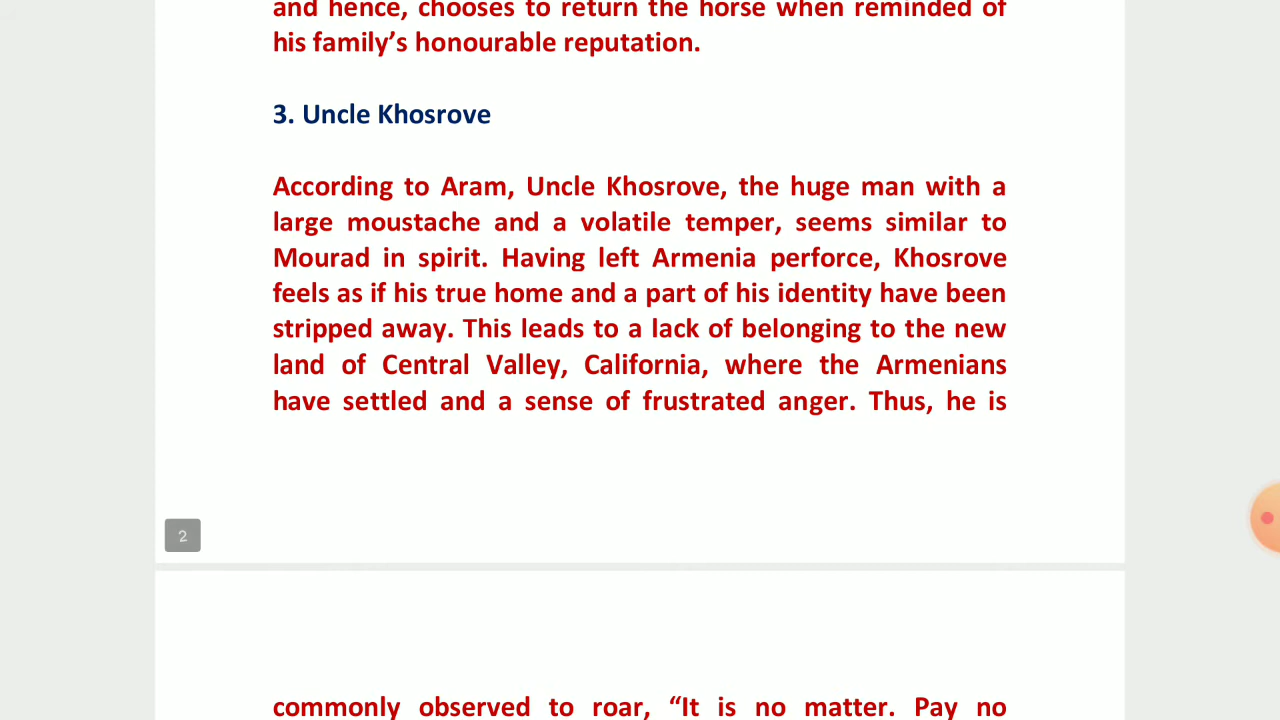 and hence, chooses to return the horse when reminded of
his family’s honourable reputation.
3. Uncle Khosrove
According to Aram, Uncle Khosrove, the huge man with a
large moustache and a volatile temper, seems similar to
Mourad in spirit. Having left Armenia perforce, Khosrove
feels as if his true home and a part of his identity have been
stripped away. This leads to a lack of belonging to the new
land of Central Valley, California, where the Armenians
have settled and a sense of frustrated anger. Thus, he is
2
commonly observed to roar, “It is no matter. Pay no